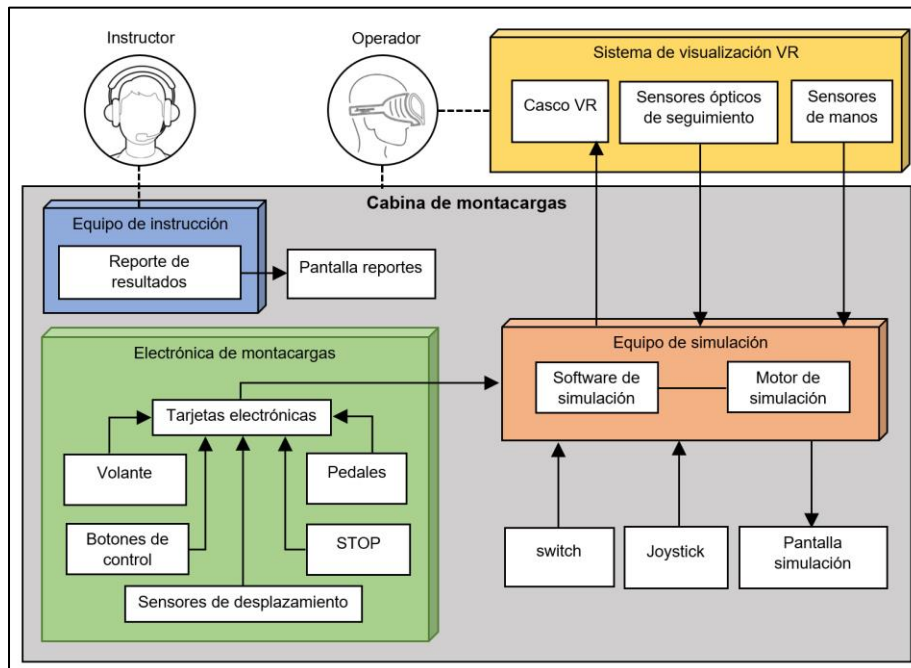 Instructor
Operador
Sistema de visualización VR
Casco VR
Sensores ópticos
de seguimiento
Sensores
de manos
Cabina de montacargas
Equipo de instrucción
Reporte de
resultados
Pantalla reportes
Electrónica de montacargas
Tarjetas electrónicas
Volante
Pedales
Botones de
control
STOP
Sensores de desplazamiento
Equipo de simulación
Software de
simulación
Motor de
simulación
switch
Joystick
Pantalla
simulación